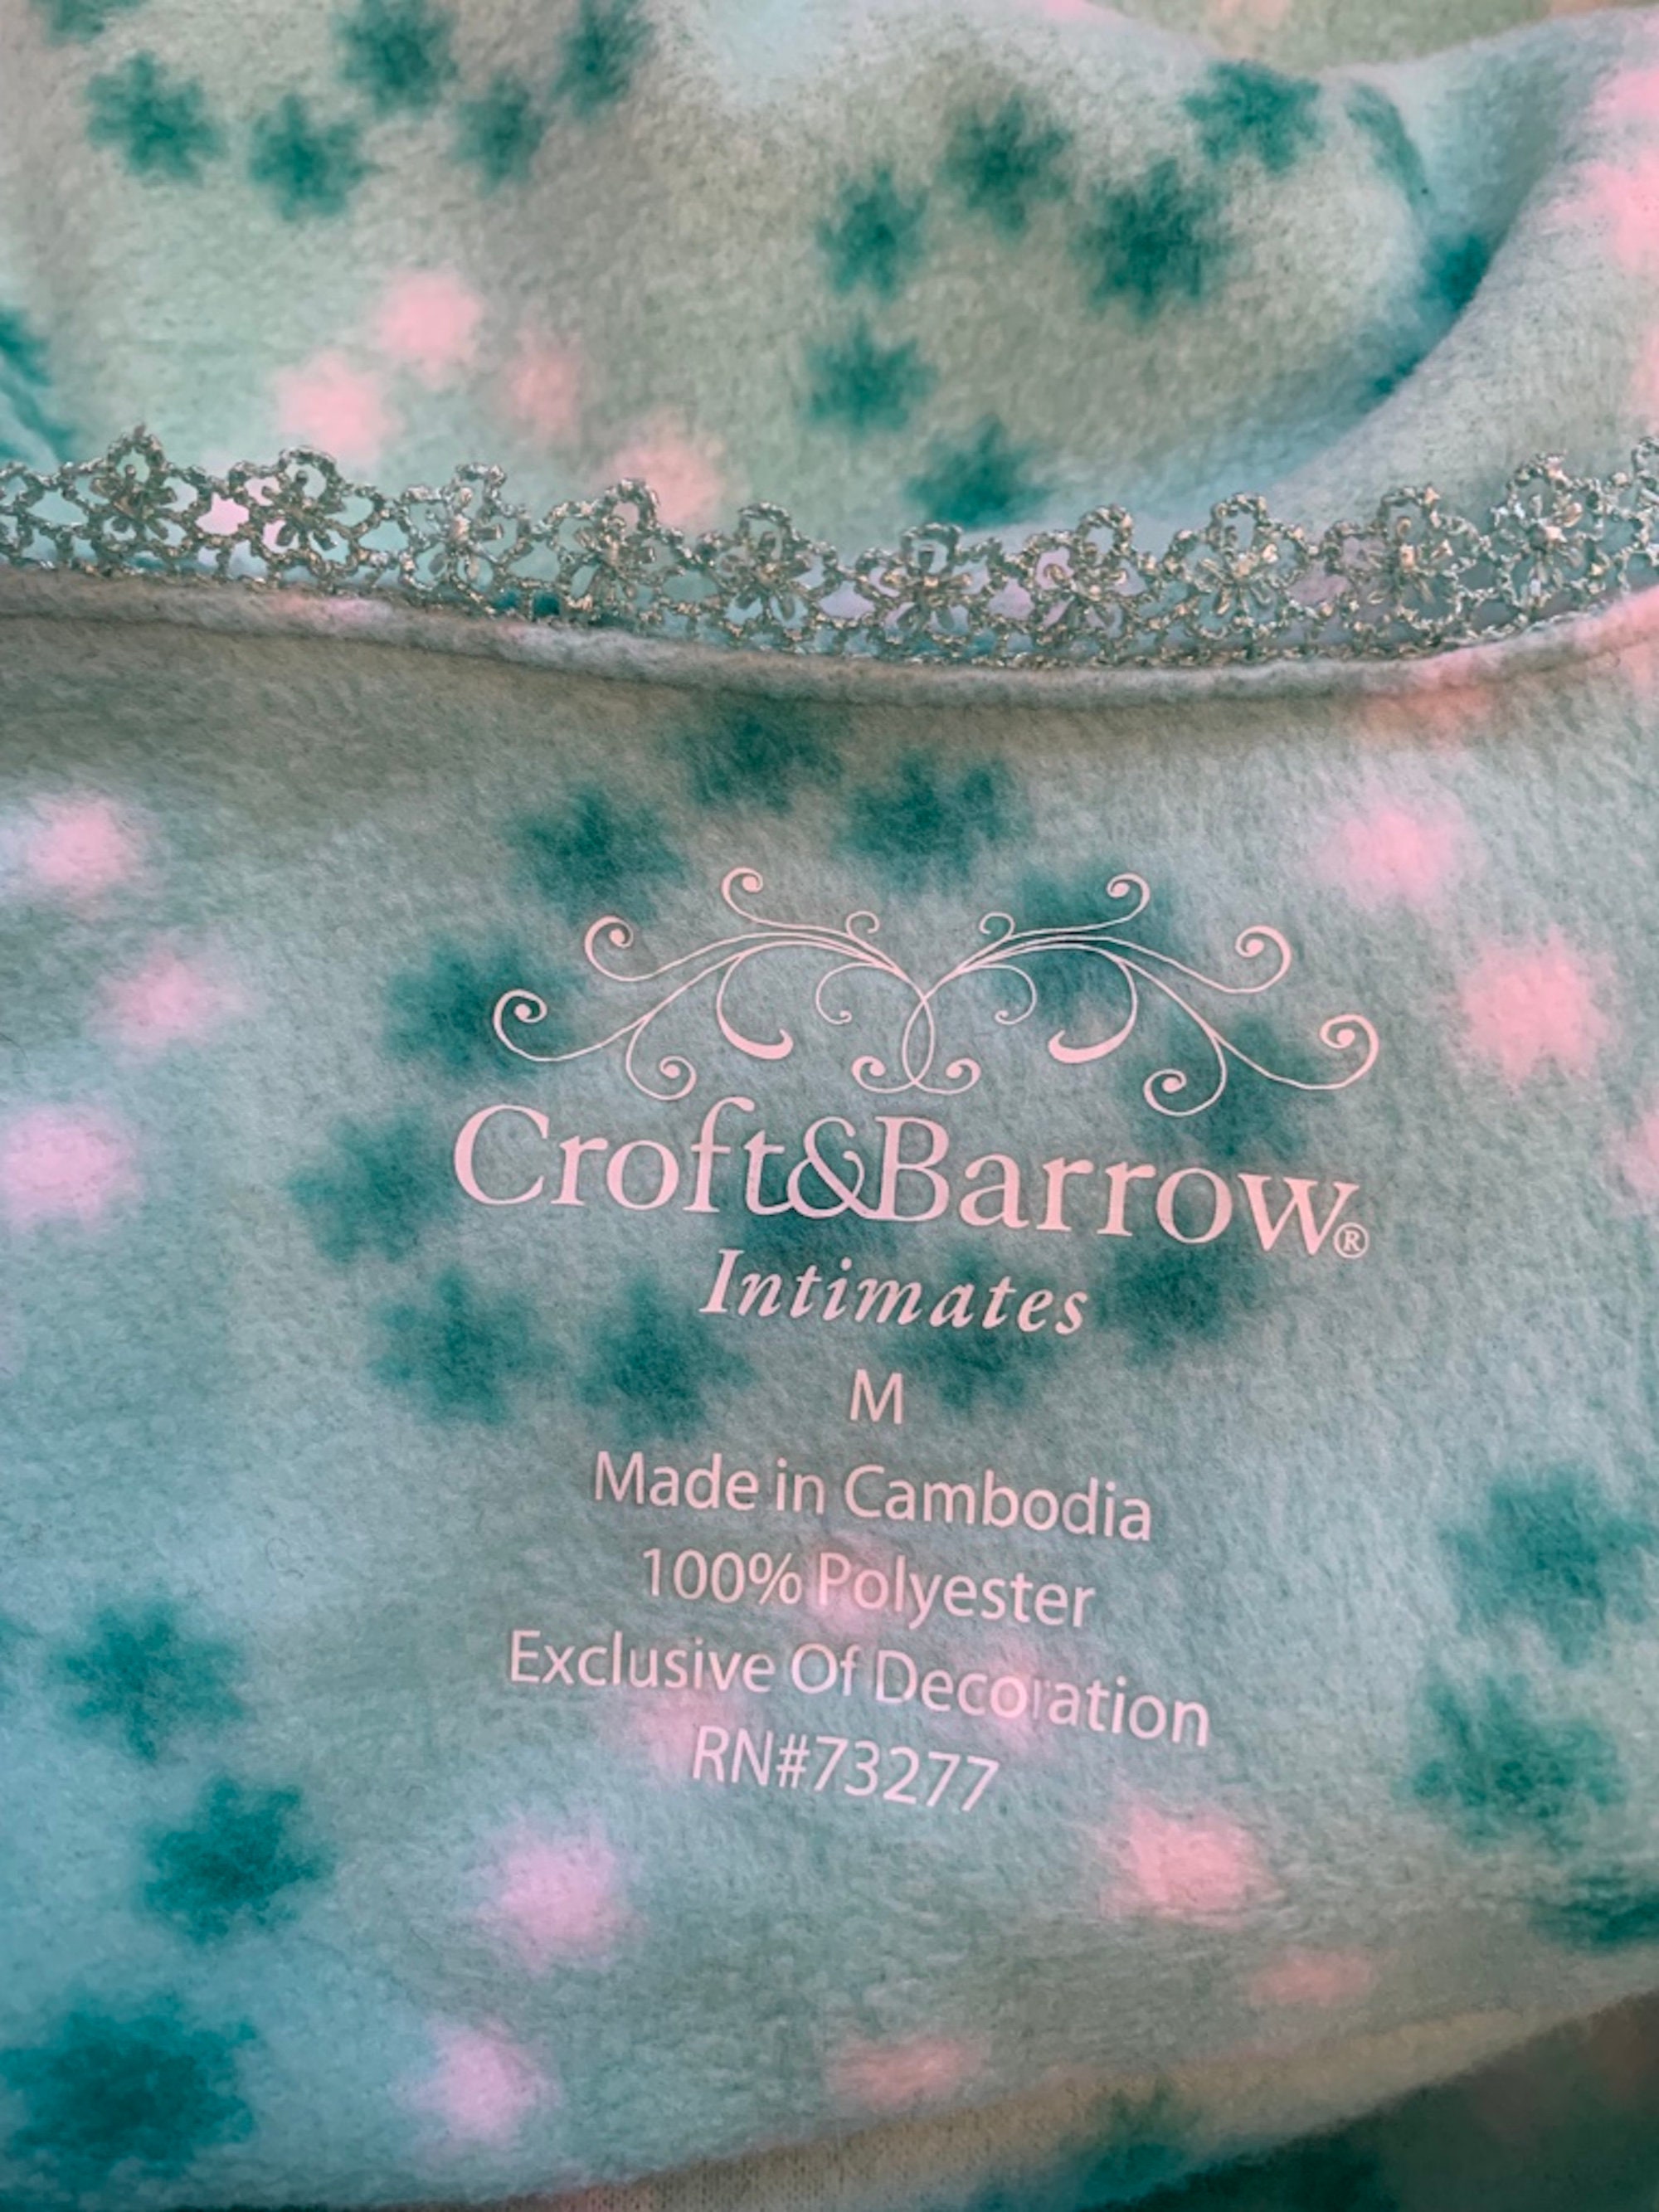 Croft&Barrow®
Intimates
M
Made in Cambodia
100% Polyester
Exclusive Of Decoration
RN#73277